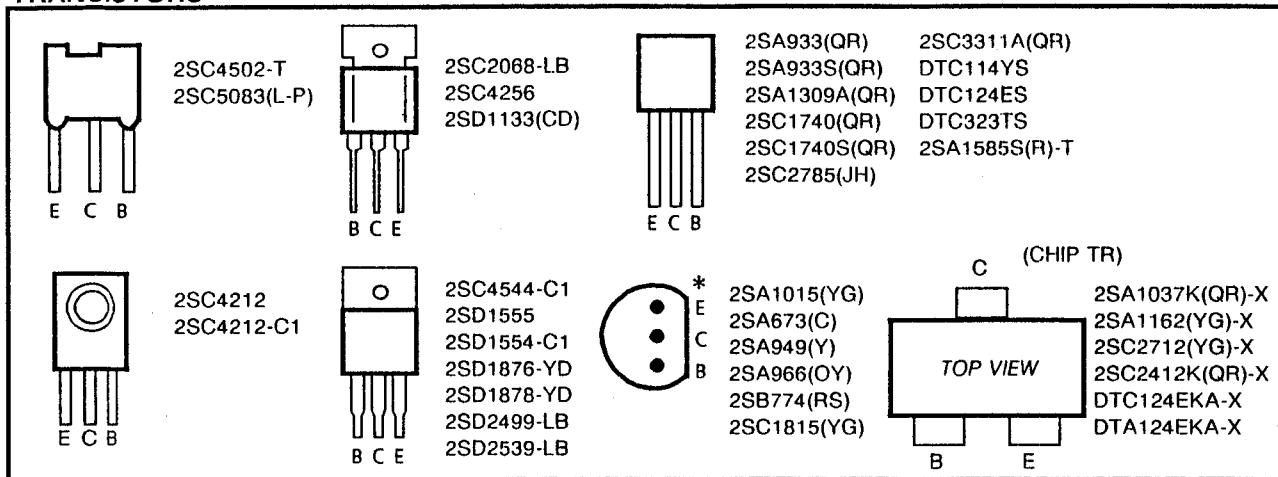 2SC4502-T
2SC5083(L-P)
E C B
2SC2068-LB
2SC4256
2SD1133(CD)
B C E
2SA933(QR)
2SA933S(QR)
2SA1309A(QR)
2SC1740(QR)
2SC1740S(QR)
2SC2785(JH)
2SC3311A(QR)
DTC114YS
DTC124ES
DTC323TS
2SA1585S(R)-T
E C B
2SC4212
2SC4212-C1
E C B
2SC4544-C1
2SD1555
2SD1554-C1
2SD1876-YD
2SD1878-YD
2SD2499-LB
2SD2539-LB
B C E
*
E
C
B
2SA1015(YG)
2SA673(C)
2SA949(Y)
2SA966(OY)
2SB774(RS)
2SC1815(YG)
(CHIP TR)
C
TOP VIEW
B E
2SA1037K(QR)-X
2SA1162(YG)-X
2SC2712(YG)-X
2SC2412K(QR)-X
DTC124EKA-X
DTA124EKA-X